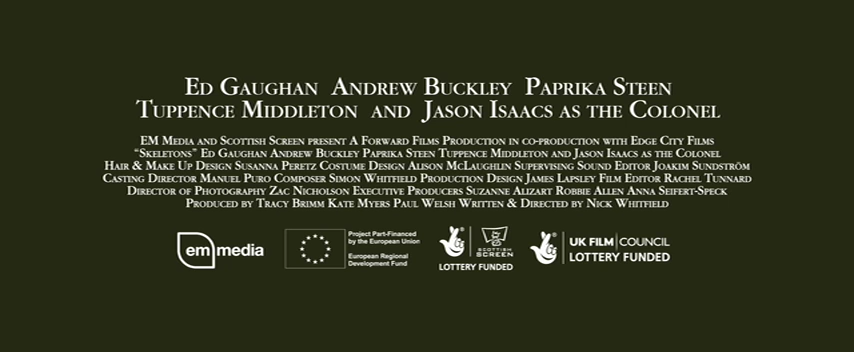 Ed Gaughan Andrew Buckley Paprika Steen
Tuppence Middleton and Jason Isaacs as the Colonel
EM Media and Scottish Screen present A Forward Films Production in co-production with Edge City Films
"Skeletons" Ed Gaughan Andrew Buckley Paprika Steen Tuppence Middleton and Jason Isaacs as the Colonel
Hair & Make Up Design Susanna Peretz Costume Design Alison McLaughlin Supervising Sound Editor Joakim Sundström
Casting Director Manuel Puro Composer Simon Whitfield Production Design James Lapsley Film Editor Rachel Tunnard
Director of Photography Zac Nicholson Executive Producers Suzanne Alizart Robbie Allen Anna Seifert-Speck
Produced by Tracy Brimm Kate Myers Paul Welsh Written & Directed by Nick Whitfield
em media
Project Part-Financed
by the European Union
European Regional
Development Fund
SCOTTISH
SCREEN
LOTTERY FUNDED
UK FILM COUNCIL
LOTTERY FUNDED